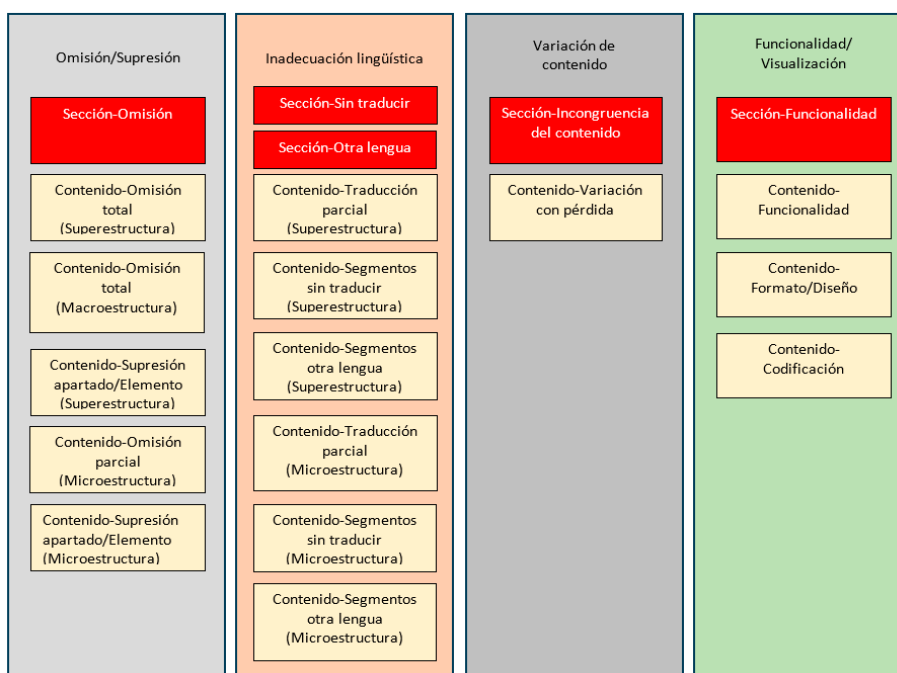 Omisión/Supresión
Sección-Omisión
Contenido-Omisión
total
(Superestructura)
Contenido-Omisión
total
(Macroestructura)
Contenido-Supresión
apartado/Elemento
(Superestructura)
Contenido-Omisión
parcial
(Microestructura)
Contenido-Supresión
apartado/Elemento
(Microestructura)
Inadecuación lingüística
Sección-Sin traducir
Sección-Otra lengua
Contenido-Traducción
parcial
(Superestructura)
Contenido-Segmentos
sin traducir
(Superestructura)
Contenido-Segmentos
otra lengua
(Superestructura)
Contenido-Traducción
parcial
(Microestructura)
Contenido-Segmentos
sin traducir
(Microestructura)
Contenido-Segmentos
otra lengua
(Microestructura)
Variación de
contenido
Sección-Incongruencia
del contenido
Contenido-Variación
con pérdida
Funcionalidad/
Visualización
Sección-Funcionalidad
Contenido-
Funcionalidad
Contenido-
Formato/Diseño
Contenido-
Codificación